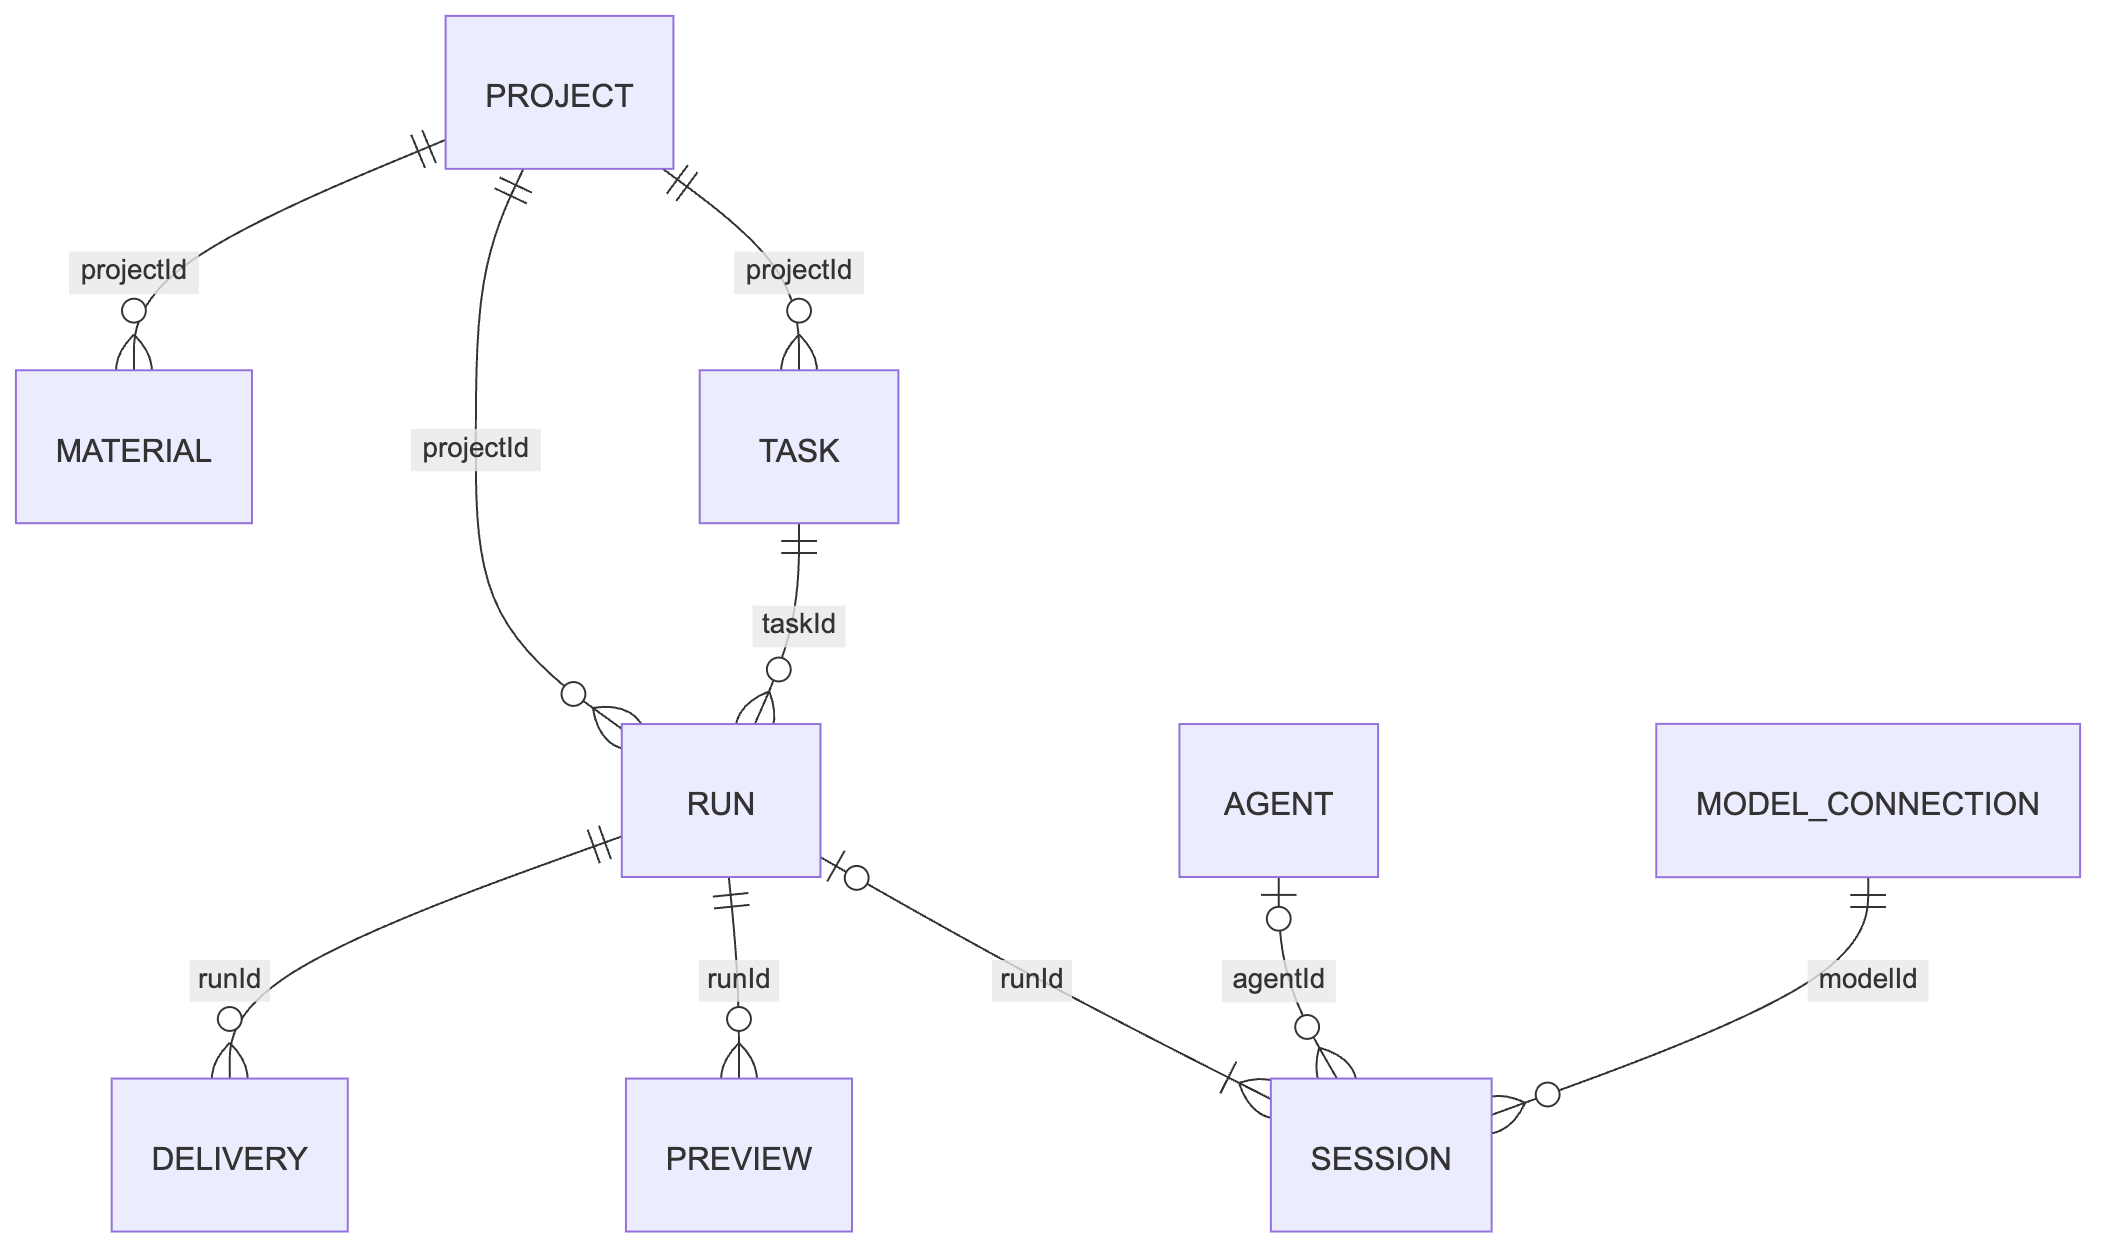 PROJECT
projectId
projectId
MATERIAL
projectId
TASK
taskId
RUN
AGENT
MODEL_CONNECTION
runId
runId
runId
agentId
modelId
DELIVERY
PREVIEW
SESSION